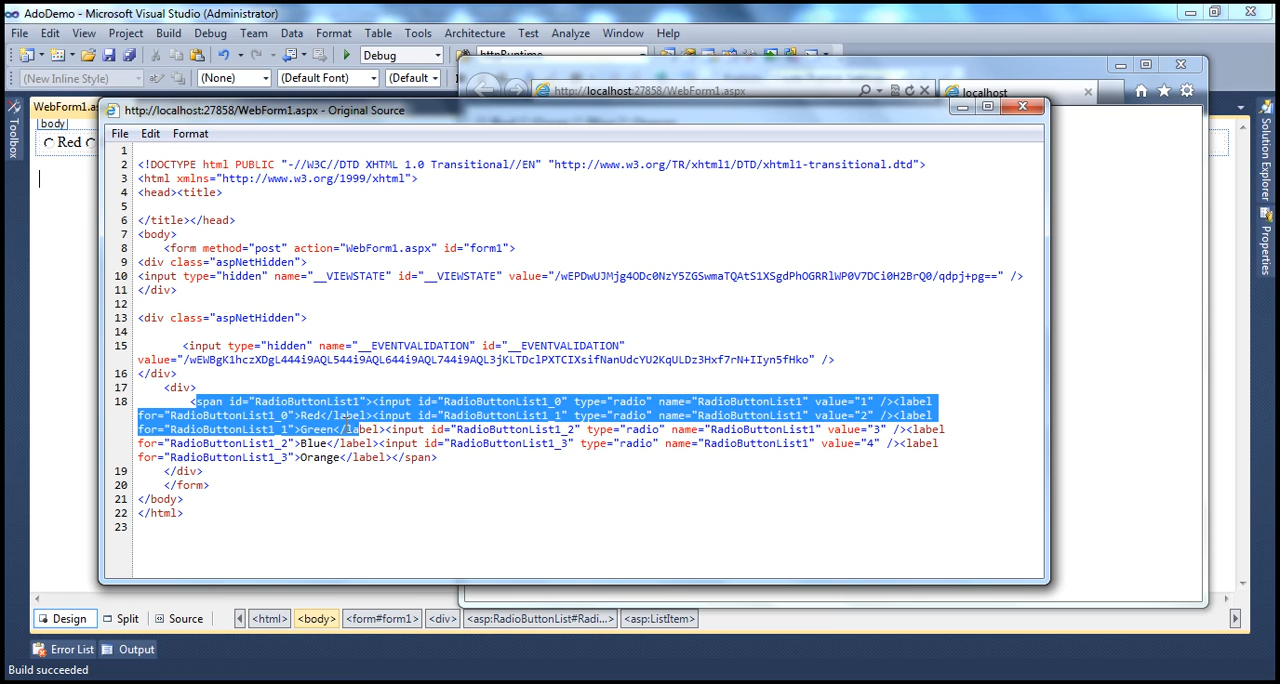 AdoDemo - Microsoft Visual Studio (Administrator)
File Edit View Project Build Debug Team Data Format Table Tools Architecture Test Analyze Window Help
Debug httpRuntime
(New Inline Style) (None) (Default Font) (Default
http://localhost:27858/WebForm1.aspx localhost
WebForm1.as
http://localhost:27858/WebForm1.aspx - Original Source
body
File Edit Format
Red
Toolbox
Solution Explorer
Properties
1
2 <!DOCTYPE html PUBLIC "-//W3C//DTD XHTML 1.0 Transitional//EN" "http://www.w3.org/TR/xhtml1/DTD/xhtml1-transitional.dtd">
3 <html xmlns="http://www.w3.org/1999/xhtml">
4 <head><title>
5
6 </title></head>
7 <body>
8 <form method="post" action="WebForm1.aspx" id="form1">
9 <div class="aspNetHidden">
10 <input type="hidden" name="__VIEWSTATE" id="__VIEWSTATE" value="/wEPDwUJMjg4ODc0NzY5ZGSwmaTQAtS1XSgdPhOGRRlWP0V7DCi0H2BrQ0/qdpj+pg==" />
11 </div>
12
13 <div class="aspNetHidden">
14
15 <input type="hidden" name="__EVENTVALIDATION" id="__EVENTVALIDATION"
value="/wEWBgK1hczXDgL444i9AQL544i9AQL644i9AQL744i9AQL3jKLTDclPXTCIXsifNanUdcYU2KqULDz3Hxf7rN+IIyn5fHko" />
16 </div>
17 <div>
18 <span id="RadioButtonList1"><input id="RadioButtonList1_0" type="radio" name="RadioButtonList1" value="1" /><label
for="RadioButtonList1_0">Red</label><input id="RadioButtonList1_1" type="radio" name="RadioButtonList1" value="2" /><label
for="RadioButtonList1_1">Green</label><input id="RadioButtonList1_2" type="radio" name="RadioButtonList1" value="3" /><label
for="RadioButtonList1_2">Blue</label><input id="RadioButtonList1_3" type="radio" name="RadioButtonList1" value="4" /><label
for="RadioButtonList1_3">Orange</label></span>
19 </div>
20 </form>
21 </body>
22 </html>
23
Design Split Source <html> <body> <form#form1> <div> <asp:RadioButtonList#Radi...> <asp:ListItem>
Error List Output
Build succeeded